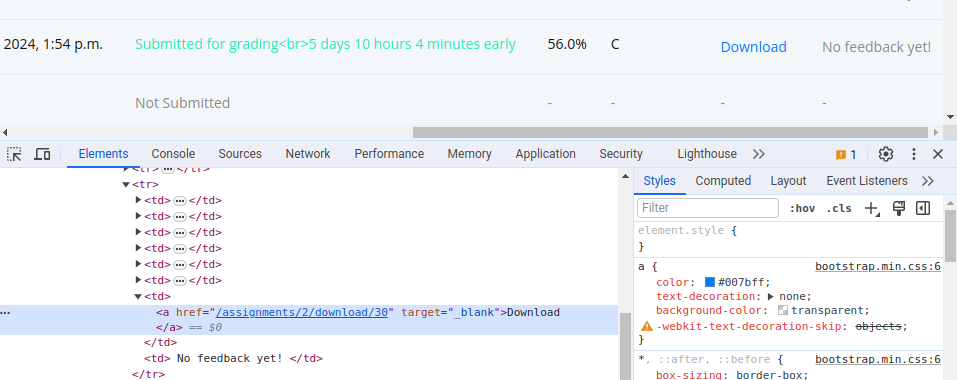 2024, 1:54 p.m. Submitted for grading<br>5 days 10 hours 4 minutes early 56.0% C Download No feedback yet!
Not Submitted - - - -
Elements Console Sources Network Performance Memory Application Security Lighthouse 1
<tr> … </tr>
<tr>
<td> … </td>
<td> … </td>
<td> … </td>
<td> … </td>
<td> … </td>
<td> … </td>
<td>
… <a href="/assignments/2/download/30" target="_blank">Download
</a> == $0
</td>
<td> No feedback yet! </td>
</tr>
Styles Computed Layout Event Listeners
Filter :hov .cls
element.style {
}
a { bootstrap.min.css:6
color: #007bff;
text-decoration: none;
background-color: transparent;
-webkit-text-decoration-skip: objects;
}
*, ::after, ::before { bootstrap.min.css:6
box-sizing: border-box;